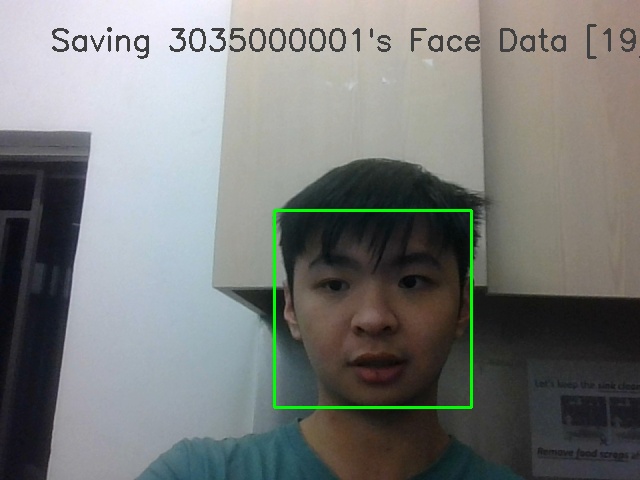 Saving 3035000001's Face Data [19
Let's keep the sink clean
Remove food scraps